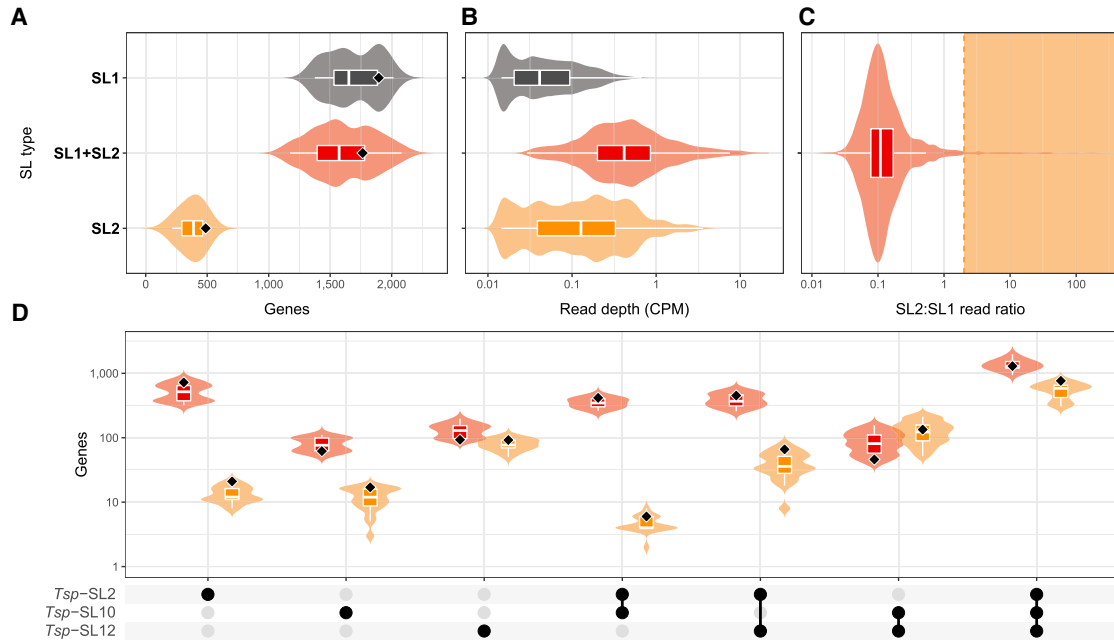 A
B
C
SL type
SL1
SL1+SL2
SL2
0 500 1,000 1,500 2,000
0.01 0.1 1 10
0.01 0.1 1 10 100
Genes
Read depth (CPM)
SL2:SL1 read ratio
D
Genes
1,000
100
10
1
Tsp−SL2
Tsp−SL10
Tsp−SL12